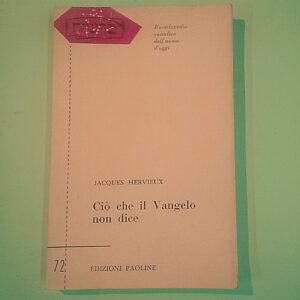 Enciclopedia
cattolica
dell'uomo
d'oggi
JACQUES HERVIEUX
Ciò che il Vangelo
non dice
72
EDIZIONI PAOLINE